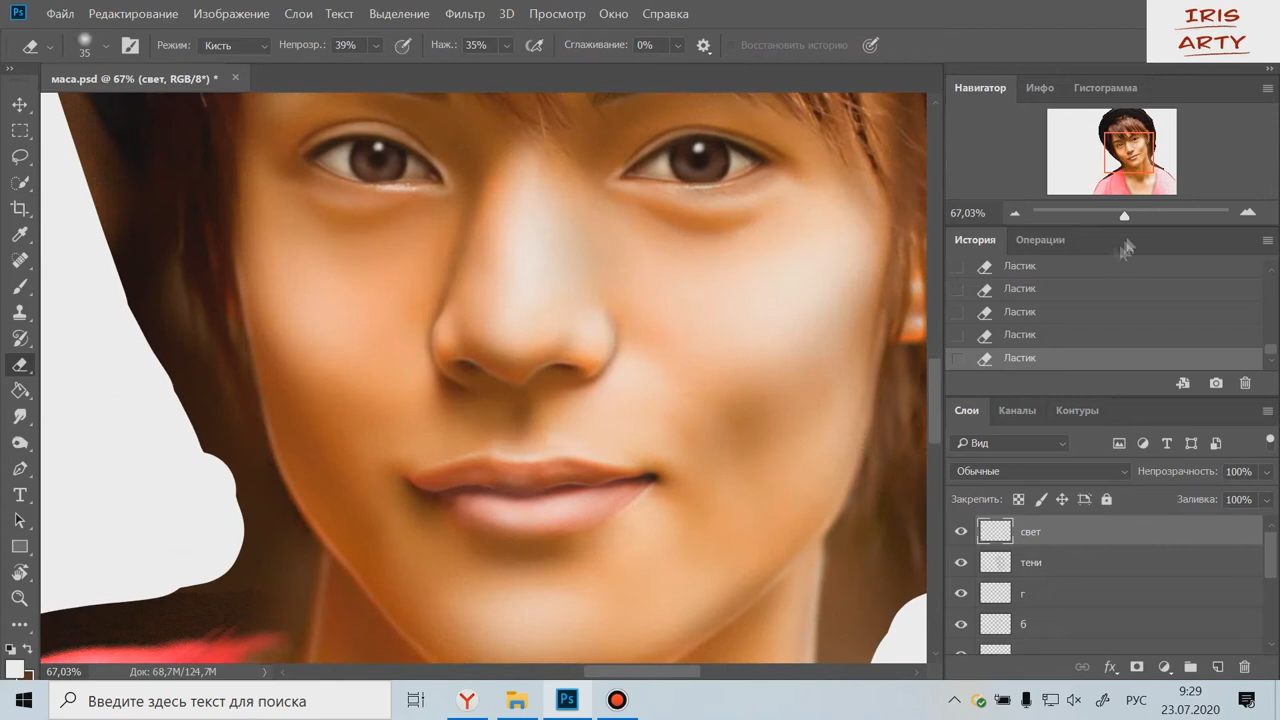 Ps Файл Редактирование Изображение Слои Текст Выделение Фильтр 3D Просмотр Окно Справка
IRIS
ARTY
35 Режим: Кисть Непрозр.: 39% Наж.: 35% Сглаживание: 0% Восстановить историю
маса.psd @ 67% (свет, RGB/8*) *
Навигатор Инфо Гистограмма
67,03%
История Операции
Ластик
Ластик
Ластик
Ластик
Ластик
Слои Каналы Контуры
Вид
Обычные Непрозрачность: 100%
Закрепить: Заливка: 100%
свет
тени
г
б
67,03% Док: 68,7M/124,7M
Введите здесь текст для поиска
Ps
РУС
9:29
23.07.2020